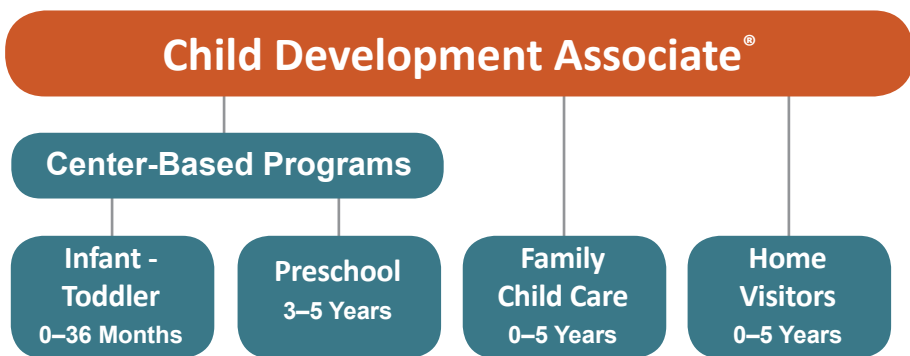 Child Development Associate®
Center-Based Programs
Infant -
Toddler
0–36 Months
Preschool
3–5 Years
Family
Child Care
0–5 Years
Home
Visitors
0–5 Years